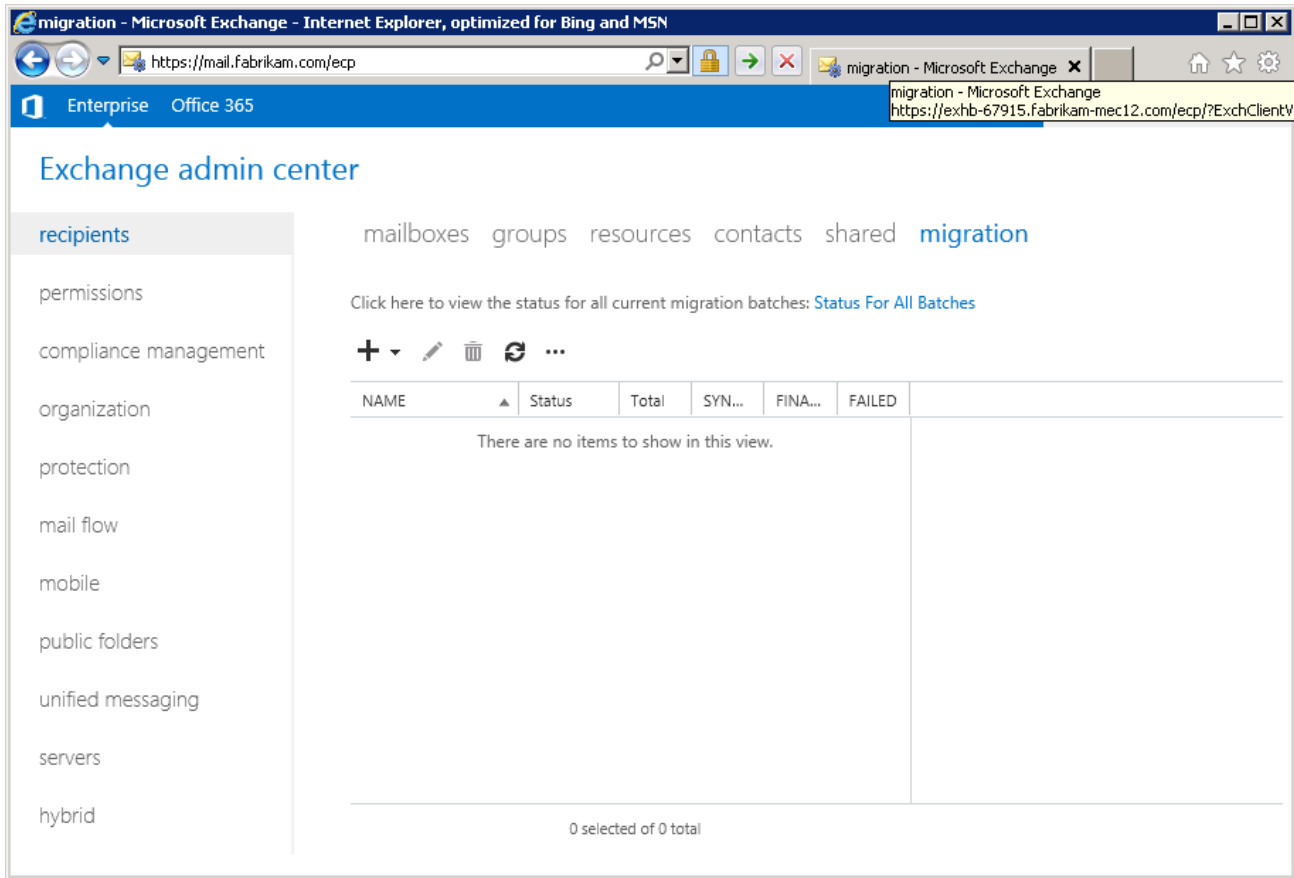 migration - Microsoft Exchange - Internet Explorer, optimized for Bing and MSN
https://mail.fabrikam.com/ecp
migration - Microsoft Exchange
migration - Microsoft Exchange
https://exhb-67915.fabrikam-mec12.com/ecp/?ExchClientV
Enterprise Office 365
Exchange admin center
recipients
mailboxes groups resources contacts shared migration
permissions
Click here to view the status for all current migration batches: Status For All Batches
compliance management
NAME Status Total SYN... FINA... FAILED
organization
There are no items to show in this view.
protection
mail flow
mobile
public folders
unified messaging
servers
hybrid
0 selected of 0 total